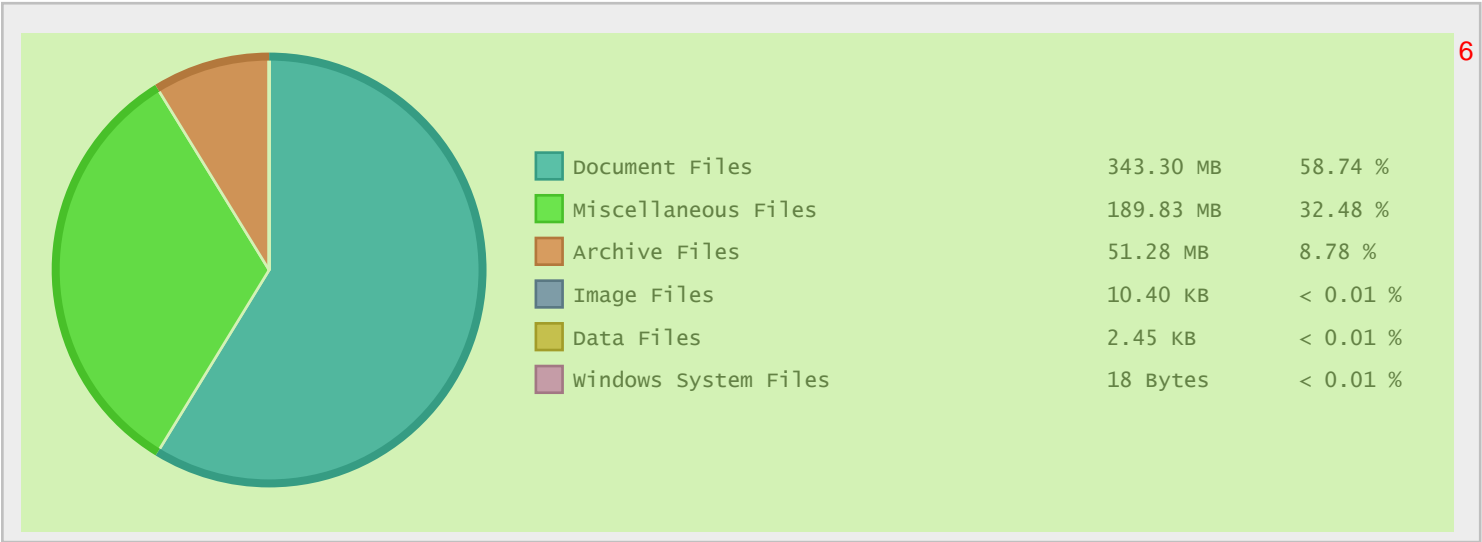 6
Document Files 343.30 MB 58.74 %
Miscellaneous Files 189.83 MB 32.48 %
Archive Files 51.28 MB 8.78 %
Image Files 10.40 KB < 0.01 %
Data Files 2.45 KB < 0.01 %
Windows System Files 18 Bytes < 0.01 %